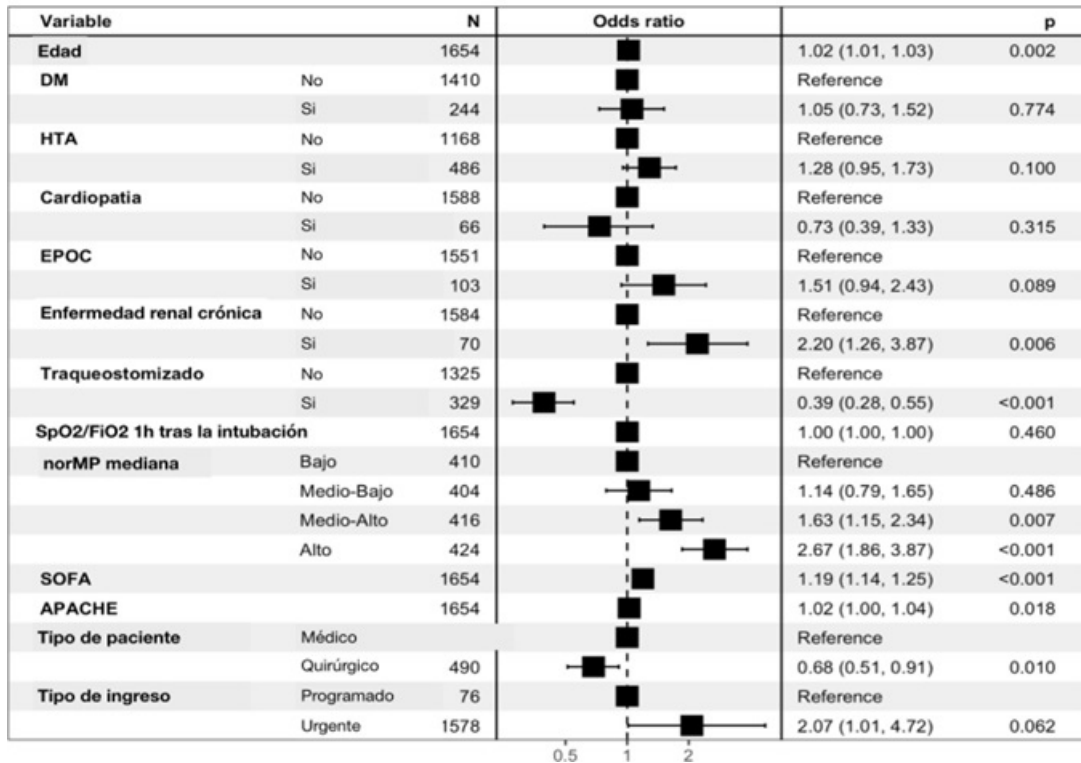 Variable N Odds ratio p
Edad 1654 1.02 (1.01, 1.03) 0.002
DM No 1410 Reference
Si 244 1.05 (0.73, 1.52) 0.774
HTA No 1168 Reference
Si 486 1.28 (0.95, 1.73) 0.100
Cardiopatia No 1588 Reference
Si 66 0.73 (0.39, 1.33) 0.315
EPOC No 1551 Reference
Si 103 1.51 (0.94, 2.43) 0.089
Enfermedad renal crónica No 1584 Reference
Si 70 2.20 (1.26, 3.87) 0.006
Traqueostomizado No 1325 Reference
Si 329 0.39 (0.28, 0.55) <0.001
SpO2/FiO2 1h tras la intubación 1654 1.00 (1.00, 1.00) 0.460
norMP mediana Bajo 410 Reference
Medio-Bajo 404 1.14 (0.79, 1.65) 0.486
Medio-Alto 416 1.63 (1.15, 2.34) 0.007
Alto 424 2.67 (1.86, 3.87) <0.001
SOFA 1654 1.19 (1.14, 1.25) <0.001
APACHE 1654 1.02 (1.00, 1.04) 0.018
Tipo de paciente Médico Reference
Quirúrgico 490 0.68 (0.51, 0.91) 0.010
Tipo de ingreso Programado 76 Reference
Urgente 1578 2.07 (1.01, 4.72) 0.062
0.5 1 2